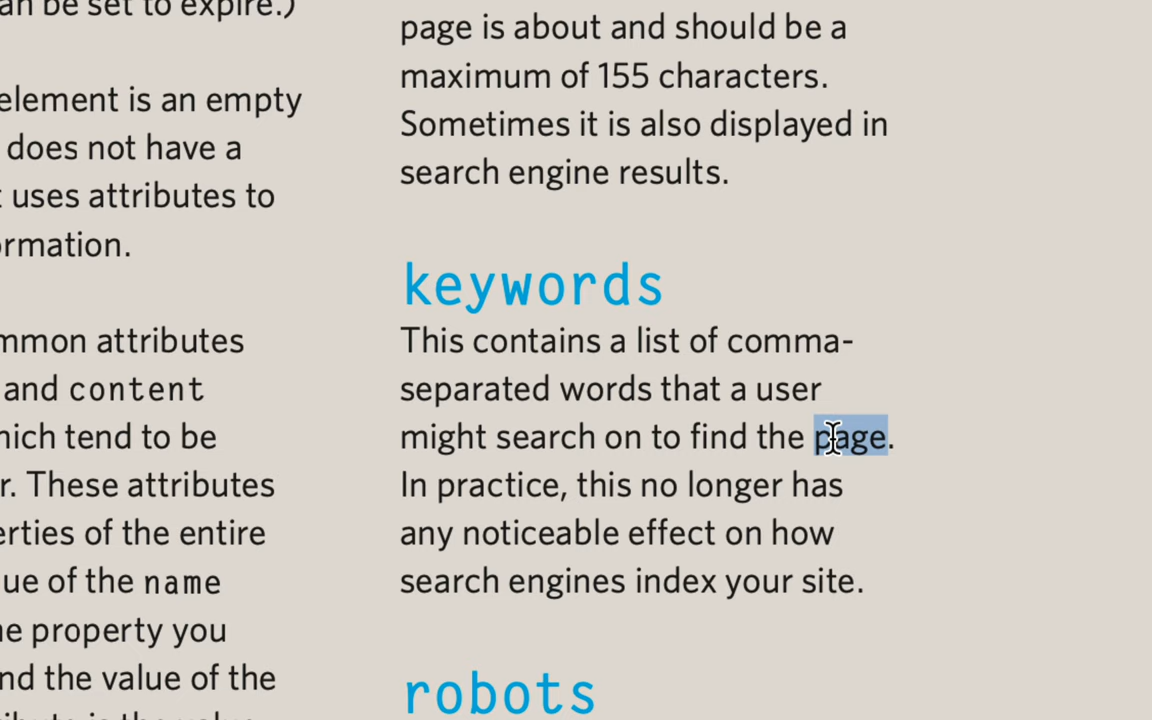 an be set to expire.)
element is an empty
does not have a
uses attributes to
ormation.
mmon attributes
and content
hich tend to be
r. These attributes
erties of the entire
ue of the name
he property you
nd the value of the
page is about and should be a
maximum of 155 characters.
Sometimes it is also displayed in
search engine results.
keywords
This contains a list of comma-
separated words that a user
might search on to find the page.
In practice, this no longer has
any noticeable effect on how
search engines index your site.
robots